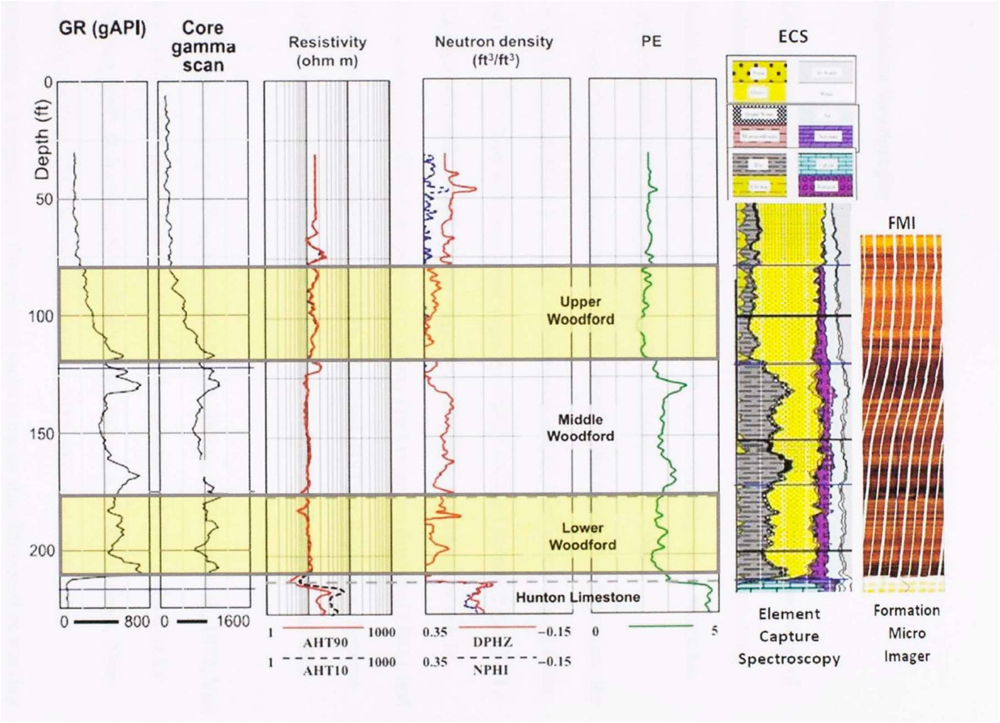 GR (gAPI)
Core
gamma
scan
Resistivity
(ohm m)
Neutron density
(ft³/ft³)
PE
ECS
Depth (ft)
0
50
100
150
200
FMI
Upper
Woodford
Middle
Woodford
Lower
Woodford
Hunton Limestone
0 800
0 1600
1 1000
AHT90
1 1000
AHT10
0.35 −0.15
DPHZ
0.35 −0.15
NPHI
0 5
Element
Capture
Spectroscopy
Formation
Micro
Imager